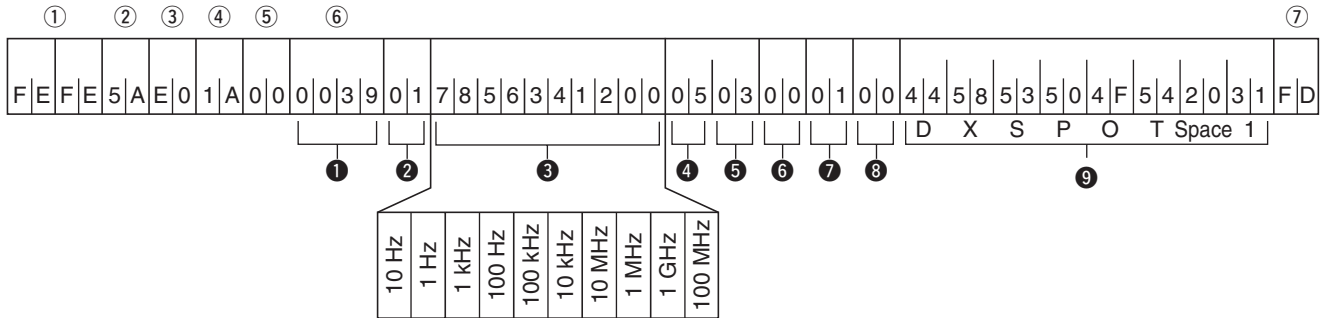 ① ② ③ ④ ⑤ ⑥ ⑦
F E F E 5 A E 0 1 A 0 0 0 0 3 9 0 1 7 8 5 6 3 4 1 2 0 0 0 5 0 3 0 0 0 1 0 0 4 4 5 8 5 3 5 0 4 F 5 4 2 0 3 1 F D
D X S P O T Space 1
❶ ❷ ❸ ❹ ❺ ❻ ❼ ❽ ❾
10 Hz
1 Hz
1 kHz
100 Hz
100 kHz
10 kHz
10 MHz
1 MHz
1 GHz
100 MHz